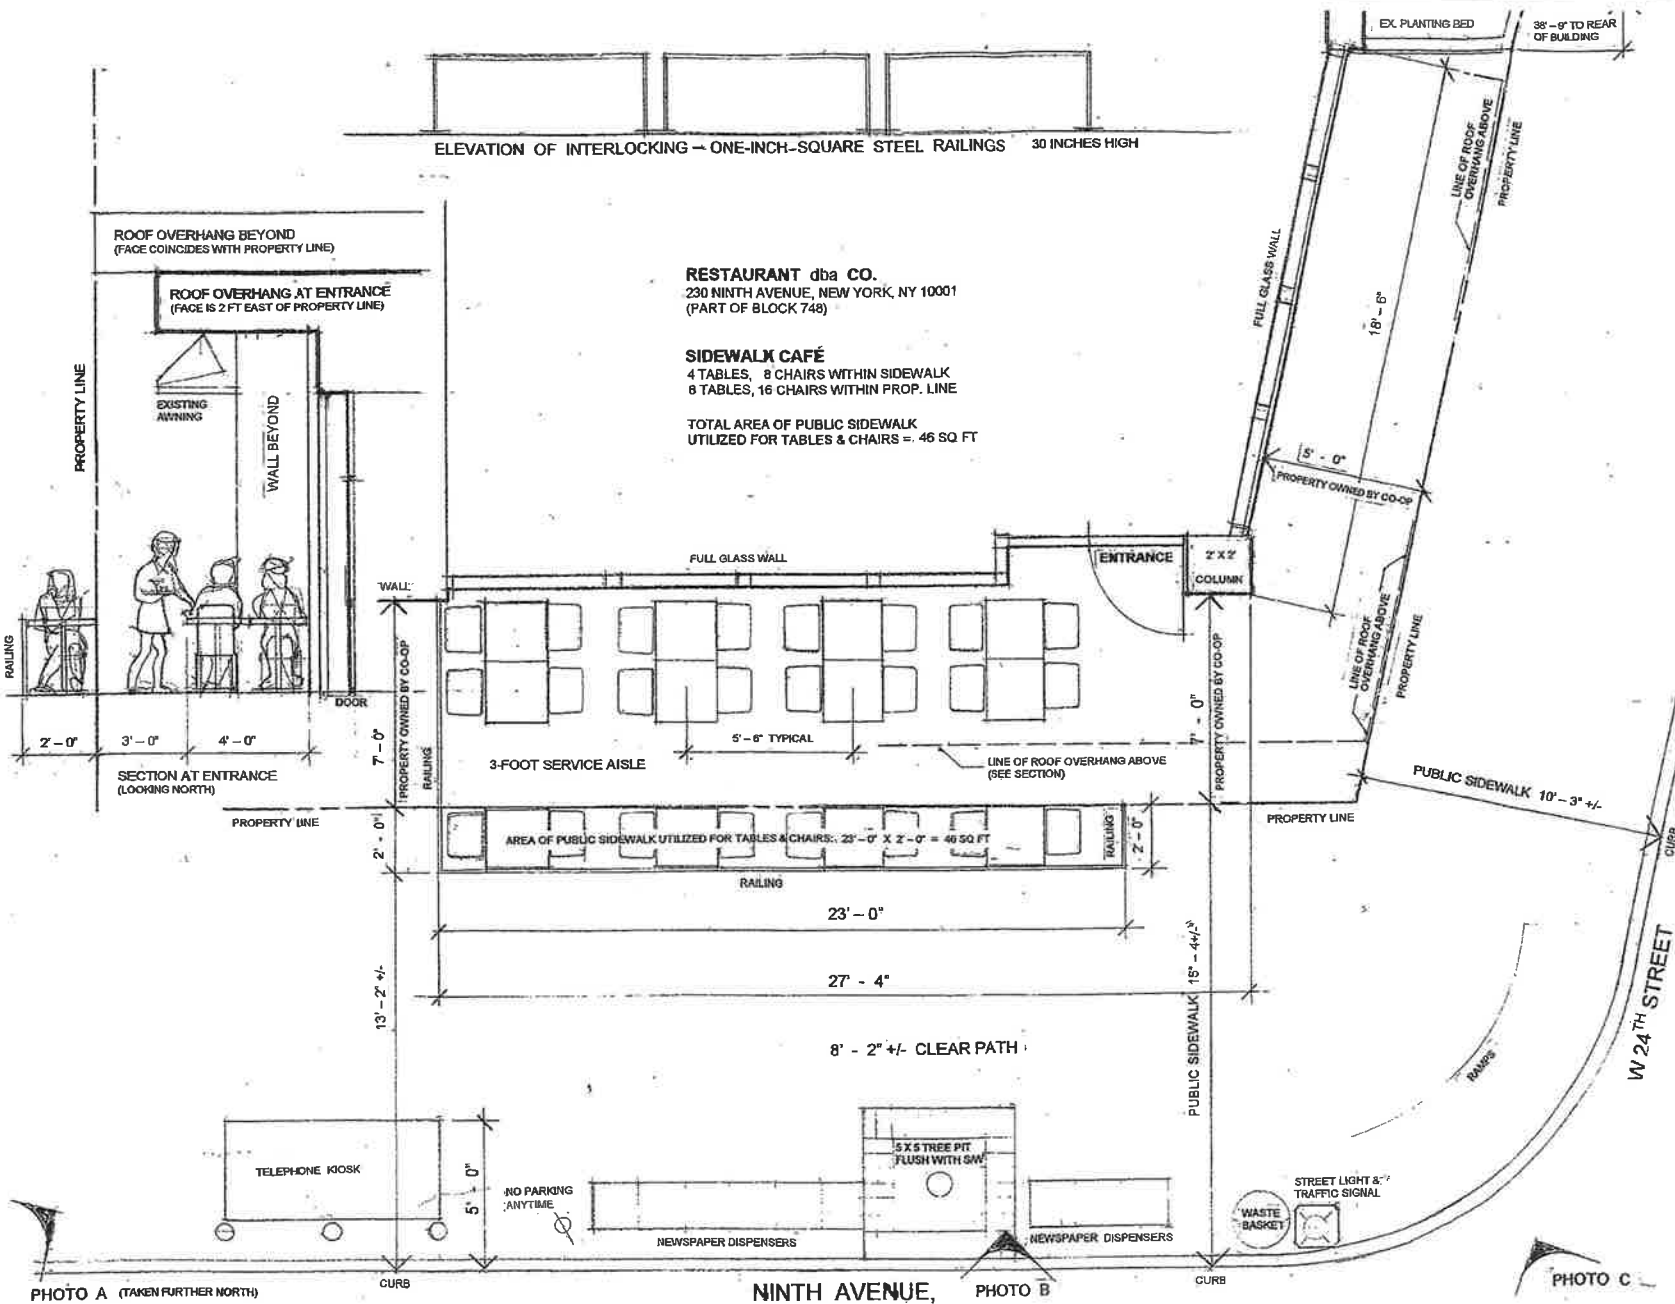 EX. PLANTING BED
38' – 9" TO REAR
OF BUILDING
ELEVATION OF INTERLOCKING – ONE-INCH-SQUARE STEEL RAILINGS 30 INCHES HIGH
LINE OF ROOF
OVERHANG ABOVE
PROPERTY LINE
ROOF OVERHANG BEYOND
(FACE COINCIDES WITH PROPERTY LINE)
ROOF OVERHANG AT ENTRANCE
(FACE IS 2 FT EAST OF PROPERTY LINE)
PROPERTY LINE
EXISTING
AWNING
WALL BEYOND
RESTAURANT dba CO.
230 NINTH AVENUE, NEW YORK, NY 10001
(PART OF BLOCK 748)
SIDEWALK CAFÉ
4 TABLES, 8 CHAIRS WITHIN SIDEWALK
8 TABLES, 16 CHAIRS WITHIN PROP. LINE
TOTAL AREA OF PUBLIC SIDEWALK
UTILIZED FOR TABLES & CHAIRS = 46 SQ FT
FULL GLASS WALL
18' – 6"
5' - 0"
PROPERTY OWNED BY CO-OP
FULL GLASS WALL
ENTRANCE
2' X 2'
COLUMN
WALL
RAILING
DOOR
2' – 0"
3' – 0"
4' – 0"
SECTION AT ENTRANCE
(LOOKING NORTH)
7' – 0"
PROPERTY OWNED BY CO-OP
RAILING
5' – 6" TYPICAL
3-FOOT SERVICE AISLE
LINE OF ROOF OVERHANG ABOVE
(SEE SECTION)
7' – 0"
PROPERTY OWNED BY CO-OP
LINE OF ROOF
OVERHANG ABOVE
PROPERTY LINE
PUBLIC SIDEWALK 10' – 3" +/-
CURB
PROPERTY LINE
PROPERTY LINE
2' – 0"
AREA OF PUBLIC SIDEWALK UTILIZED FOR TABLES & CHAIRS: 23' – 0" X 2' – 0" = 46 SQ FT
RAILING
2' – 0"
RAILING
23' – 0"
27' - 4"
13' – 2" +/-
8' - 2" +/- CLEAR PATH
PUBLIC SIDEWALK
W 24TH STREET
RAMPS
TELEPHONE KIOSK
5' - 0"
NO PARKING
ANYTIME
NEWSPAPER DISPENSERS
5 X 5 TREE PIT
FLUSH WITH S/W
NEWSPAPER DISPENSERS
WASTE
BASKET
STREET LIGHT &
TRAFFIC SIGNAL
PHOTO A (TAKEN FURTHER NORTH)
CURB
NINTH AVENUE,
PHOTO B
CURB
PHOTO C